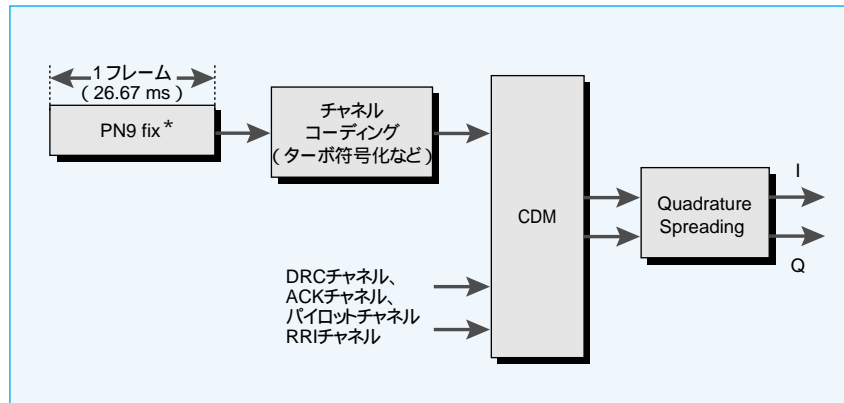 1 フレーム
( 26.67 ms )
PN9 fix*
チャネル
コーディング
( ターボ符号化など )
CDM
Quadrature
Spreading
I
Q
DRCチャネル、
ACKチャネル、
パイロットチャネル
RRIチャネル